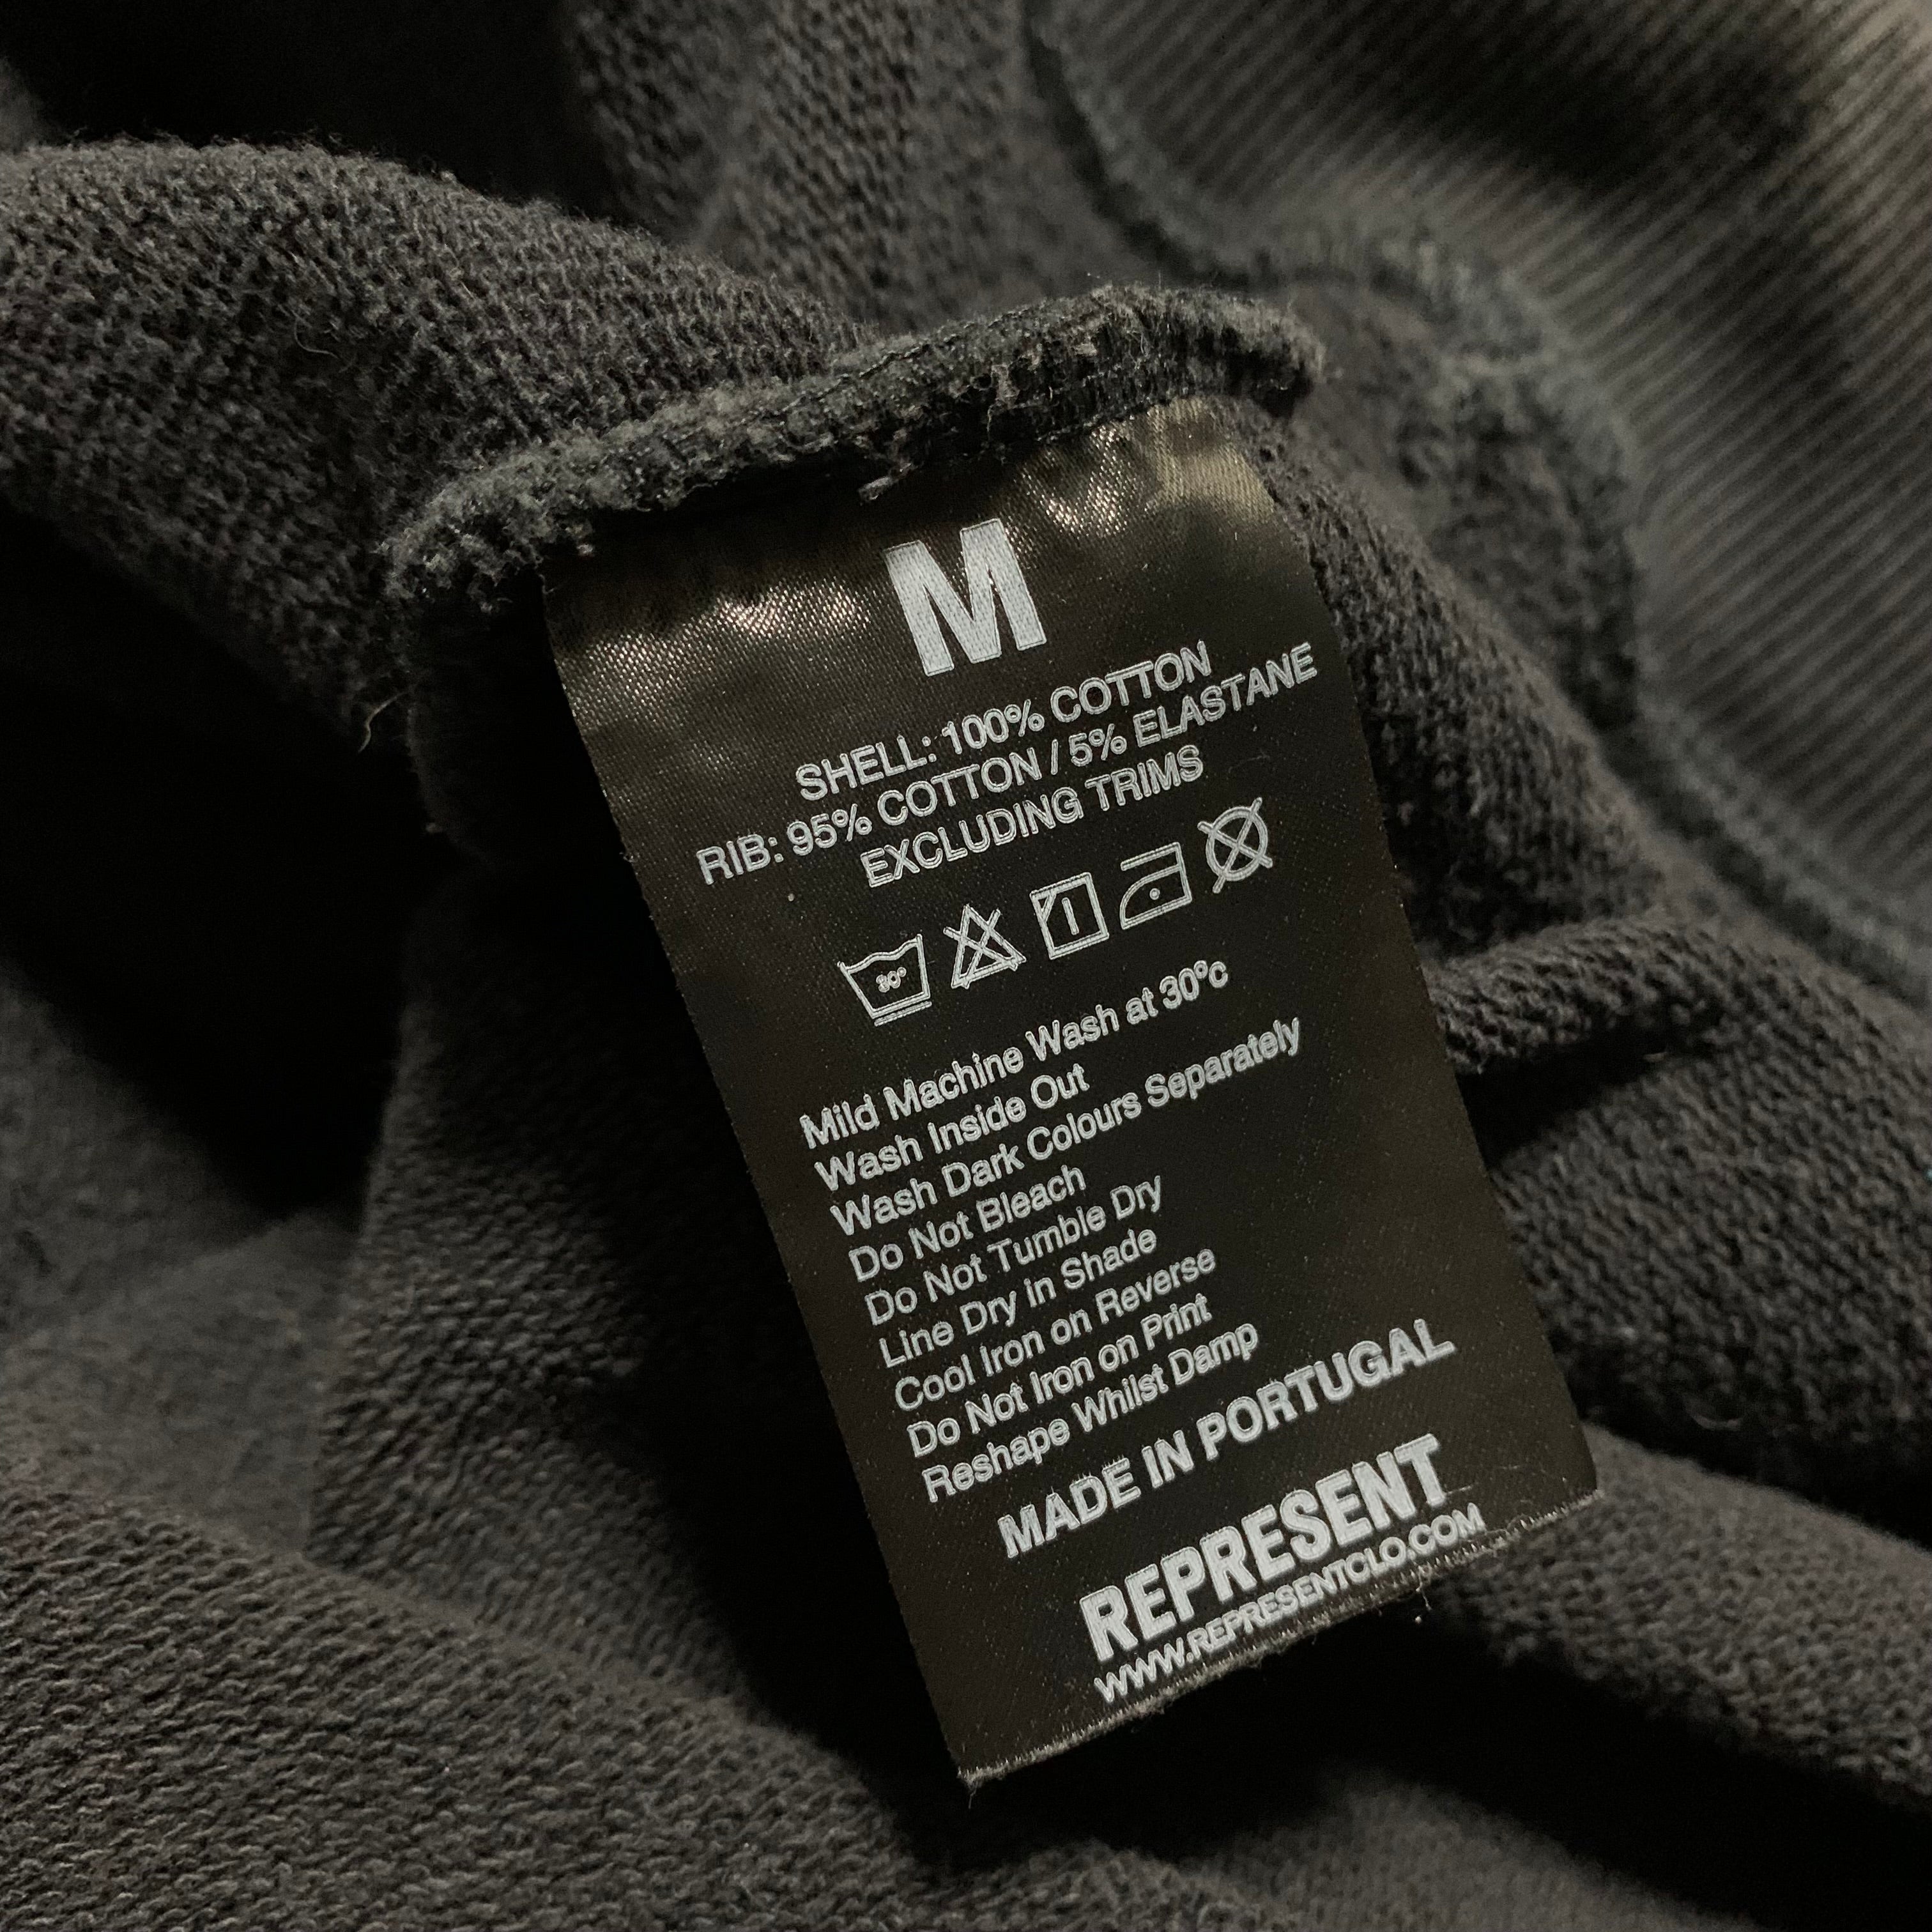 M
SHELL: 100% COTTON
RIB: 95% COTTON / 5% ELASTANE
EXCLUDING TRIMS
30°
Mild Machine Wash at 30ºc
Wash Inside Out
Wash Dark Colours Separately
Do Not Bleach
Do Not Tumble Dry
Line Dry in Shade
Cool Iron on Reverse
Do Not Iron on Print
Reshape Whilst Damp
MADE IN PORTUGAL
REPRESENT
WWW.REPRESENTCLO.COM